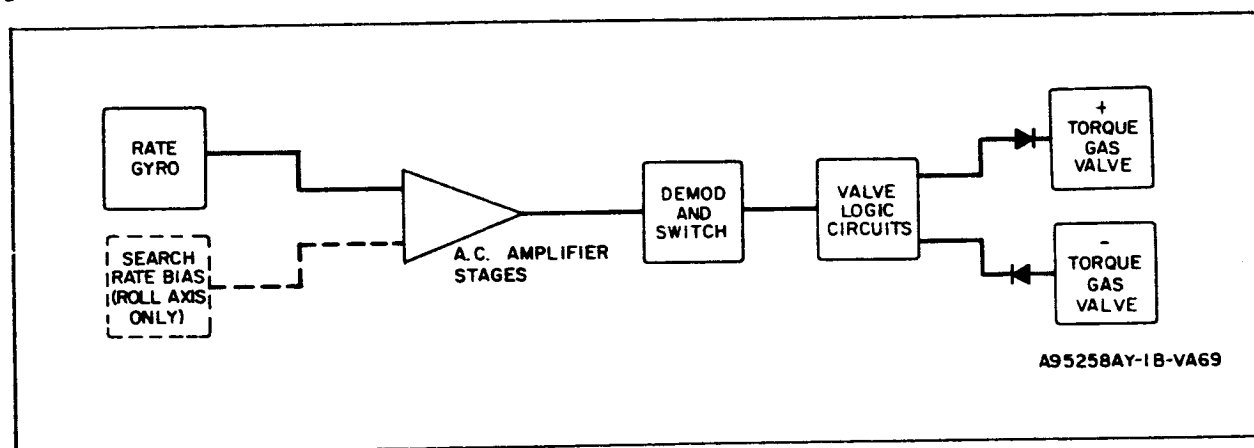 RATE
GYRO
SEARCH
RATE BIAS
(ROLL AXIS
ONLY)
A.C. AMPLIFIER
STAGES
DEMOD
AND
SWITCH
VALVE
LOGIC
CIRCUITS
+
TORQUE
GAS
VALVE
-
TORQUE
GAS
VALVE
A95258AY-1B-VA69